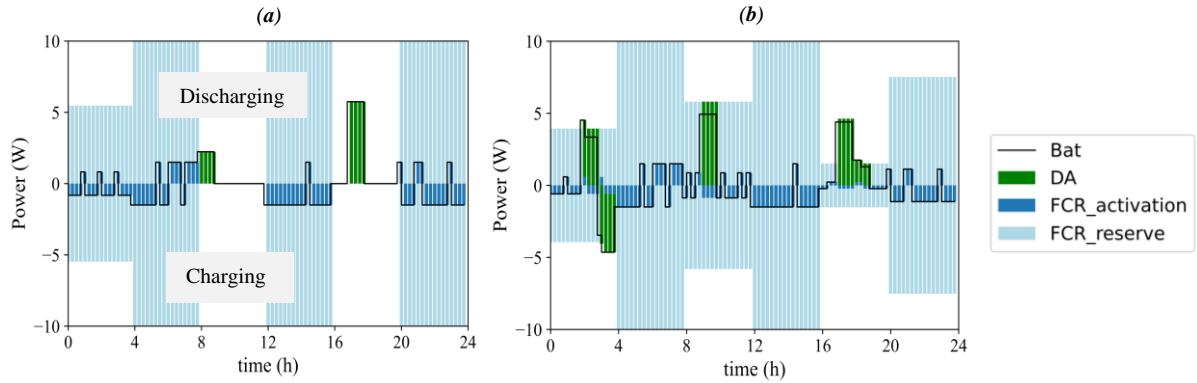 (a)
10
5
0
−5
−10
Power (W)
Discharging
Charging
0 4 8 12 16 20 24
time (h)
(b)
10
5
0
−5
−10
Power (W)
0 4 8 12 16 20 24
time (h)
Bat
DA
FCR_activation
FCR_reserve